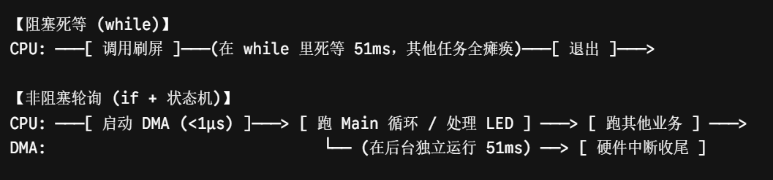 【阻塞死等 (while)】
CPU: ───[ 调用刷屏 ]───(在 while 里死等 51ms，其他任务全瘫痪)───[ 退出 ]───>
【非阻塞轮询 (if + 状态机)】
CPU: ───[ 启动 DMA (<1μs) ]───> [ 跑 Main 循环 / 处理 LED ] ───> [ 跑其他业务 ] ───>
DMA: └── (在后台独立运行 51ms) ──> [ 硬件中断收尾 ]